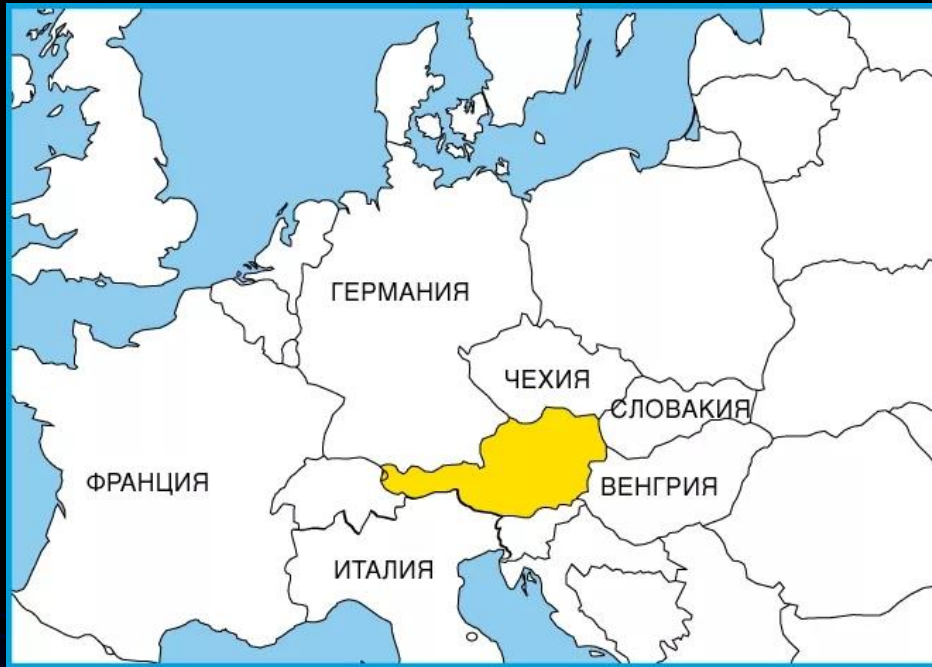 ГЕРМАНИЯ
ЧЕХИЯ
СЛОВАКИЯ
ФРАНЦИЯ
ВЕНГРИЯ
ИТАЛИЯ